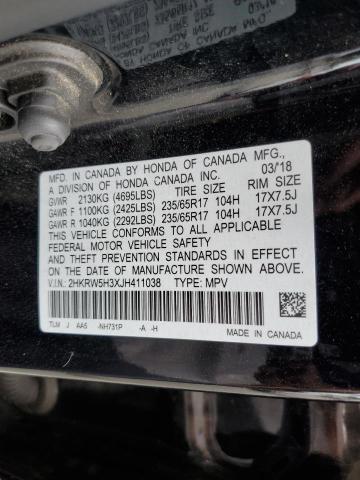 MFD. IN CANADA BY HONDA OF CANADA MFG.,
A DIVISION OF HONDA CANADA INC. 03/'18
TIRE SIZE RIM SIZE
GVWR 2130KG (4695LBS)
GAWR F 1100KG (2425LBS) 235/65R17 104H 17X7.5J
GAWR R 1040KG (2292LBS) 235/65R17 104H 17X7.5J
THIS VEHICLE CONFORMS TO ALL APPLICABLE
FEDERAL MOTOR VEHICLE SAFETY
AND THEFT PREVENTION STANDARDS IN EFFECT
ON THE DATE OF MANUFACTURE SHOWN ABOVE.
V.I.N.: 2HKRW5H3XJH411038 TYPE: MPV
TLM J AA5 -NH731P -A -H
MADE IN CANADA